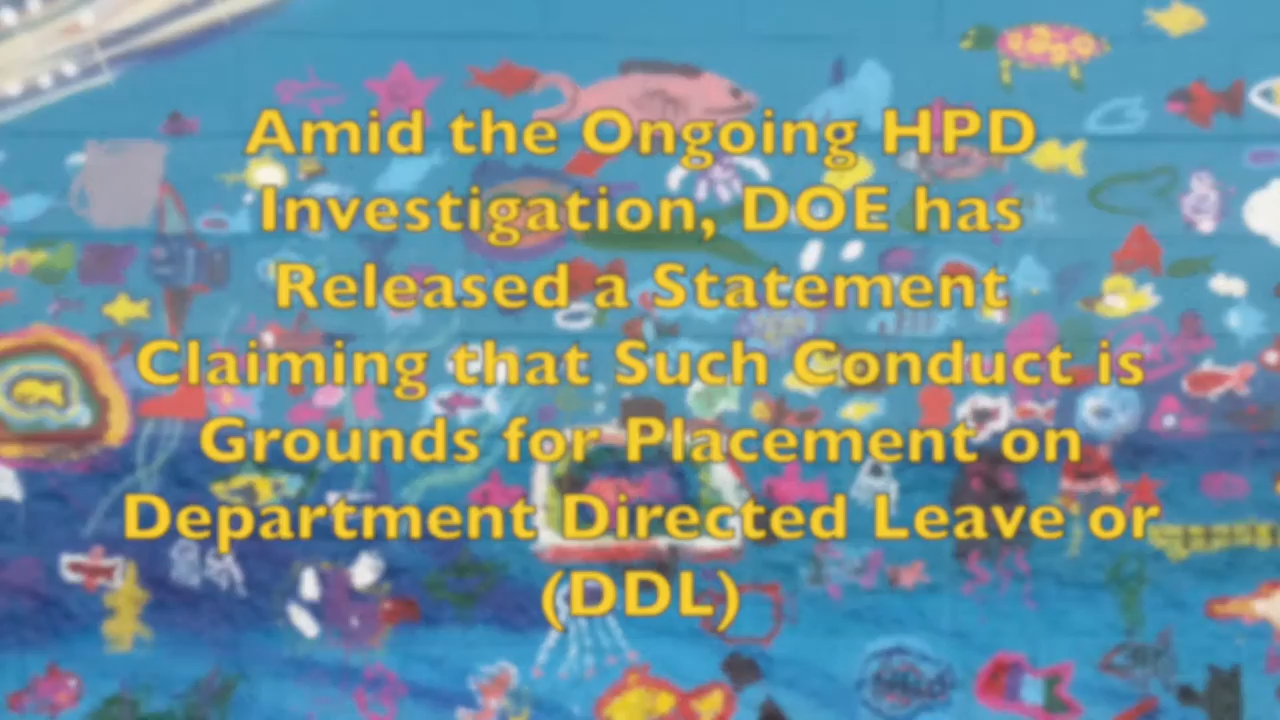 Amid the Ongoing HPD
Investigation, DOE has
Released a Statement
Claiming that Such Conduct is
Grounds for Placement on
Department Directed Leave or
(DDL)